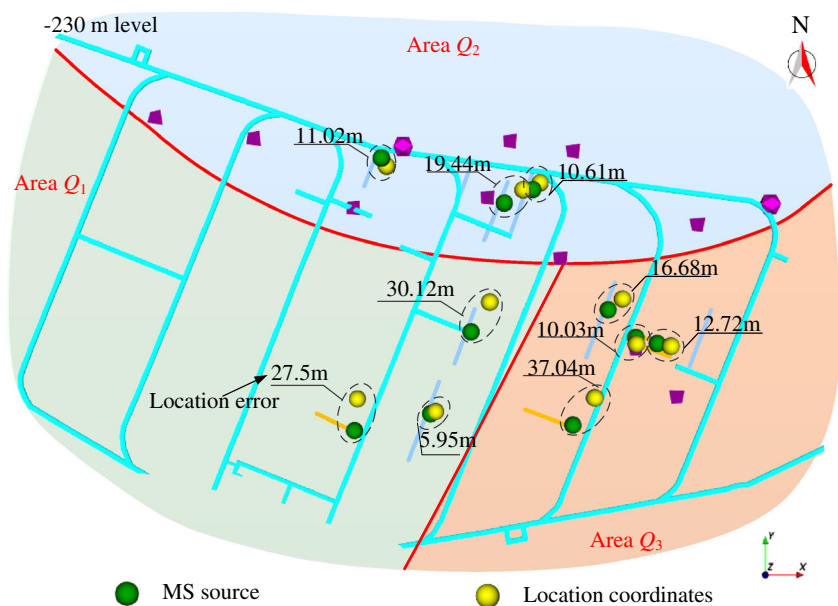 -230 m level
Area Q2
N
11.02m
19.44m
10.61m
Area Q1
16.68m
30.12m
10.03m
12.72m
37.04m
27.5m
Location error
5.95m
Area Q3
Y
Z
X
MS source
Location coordinates